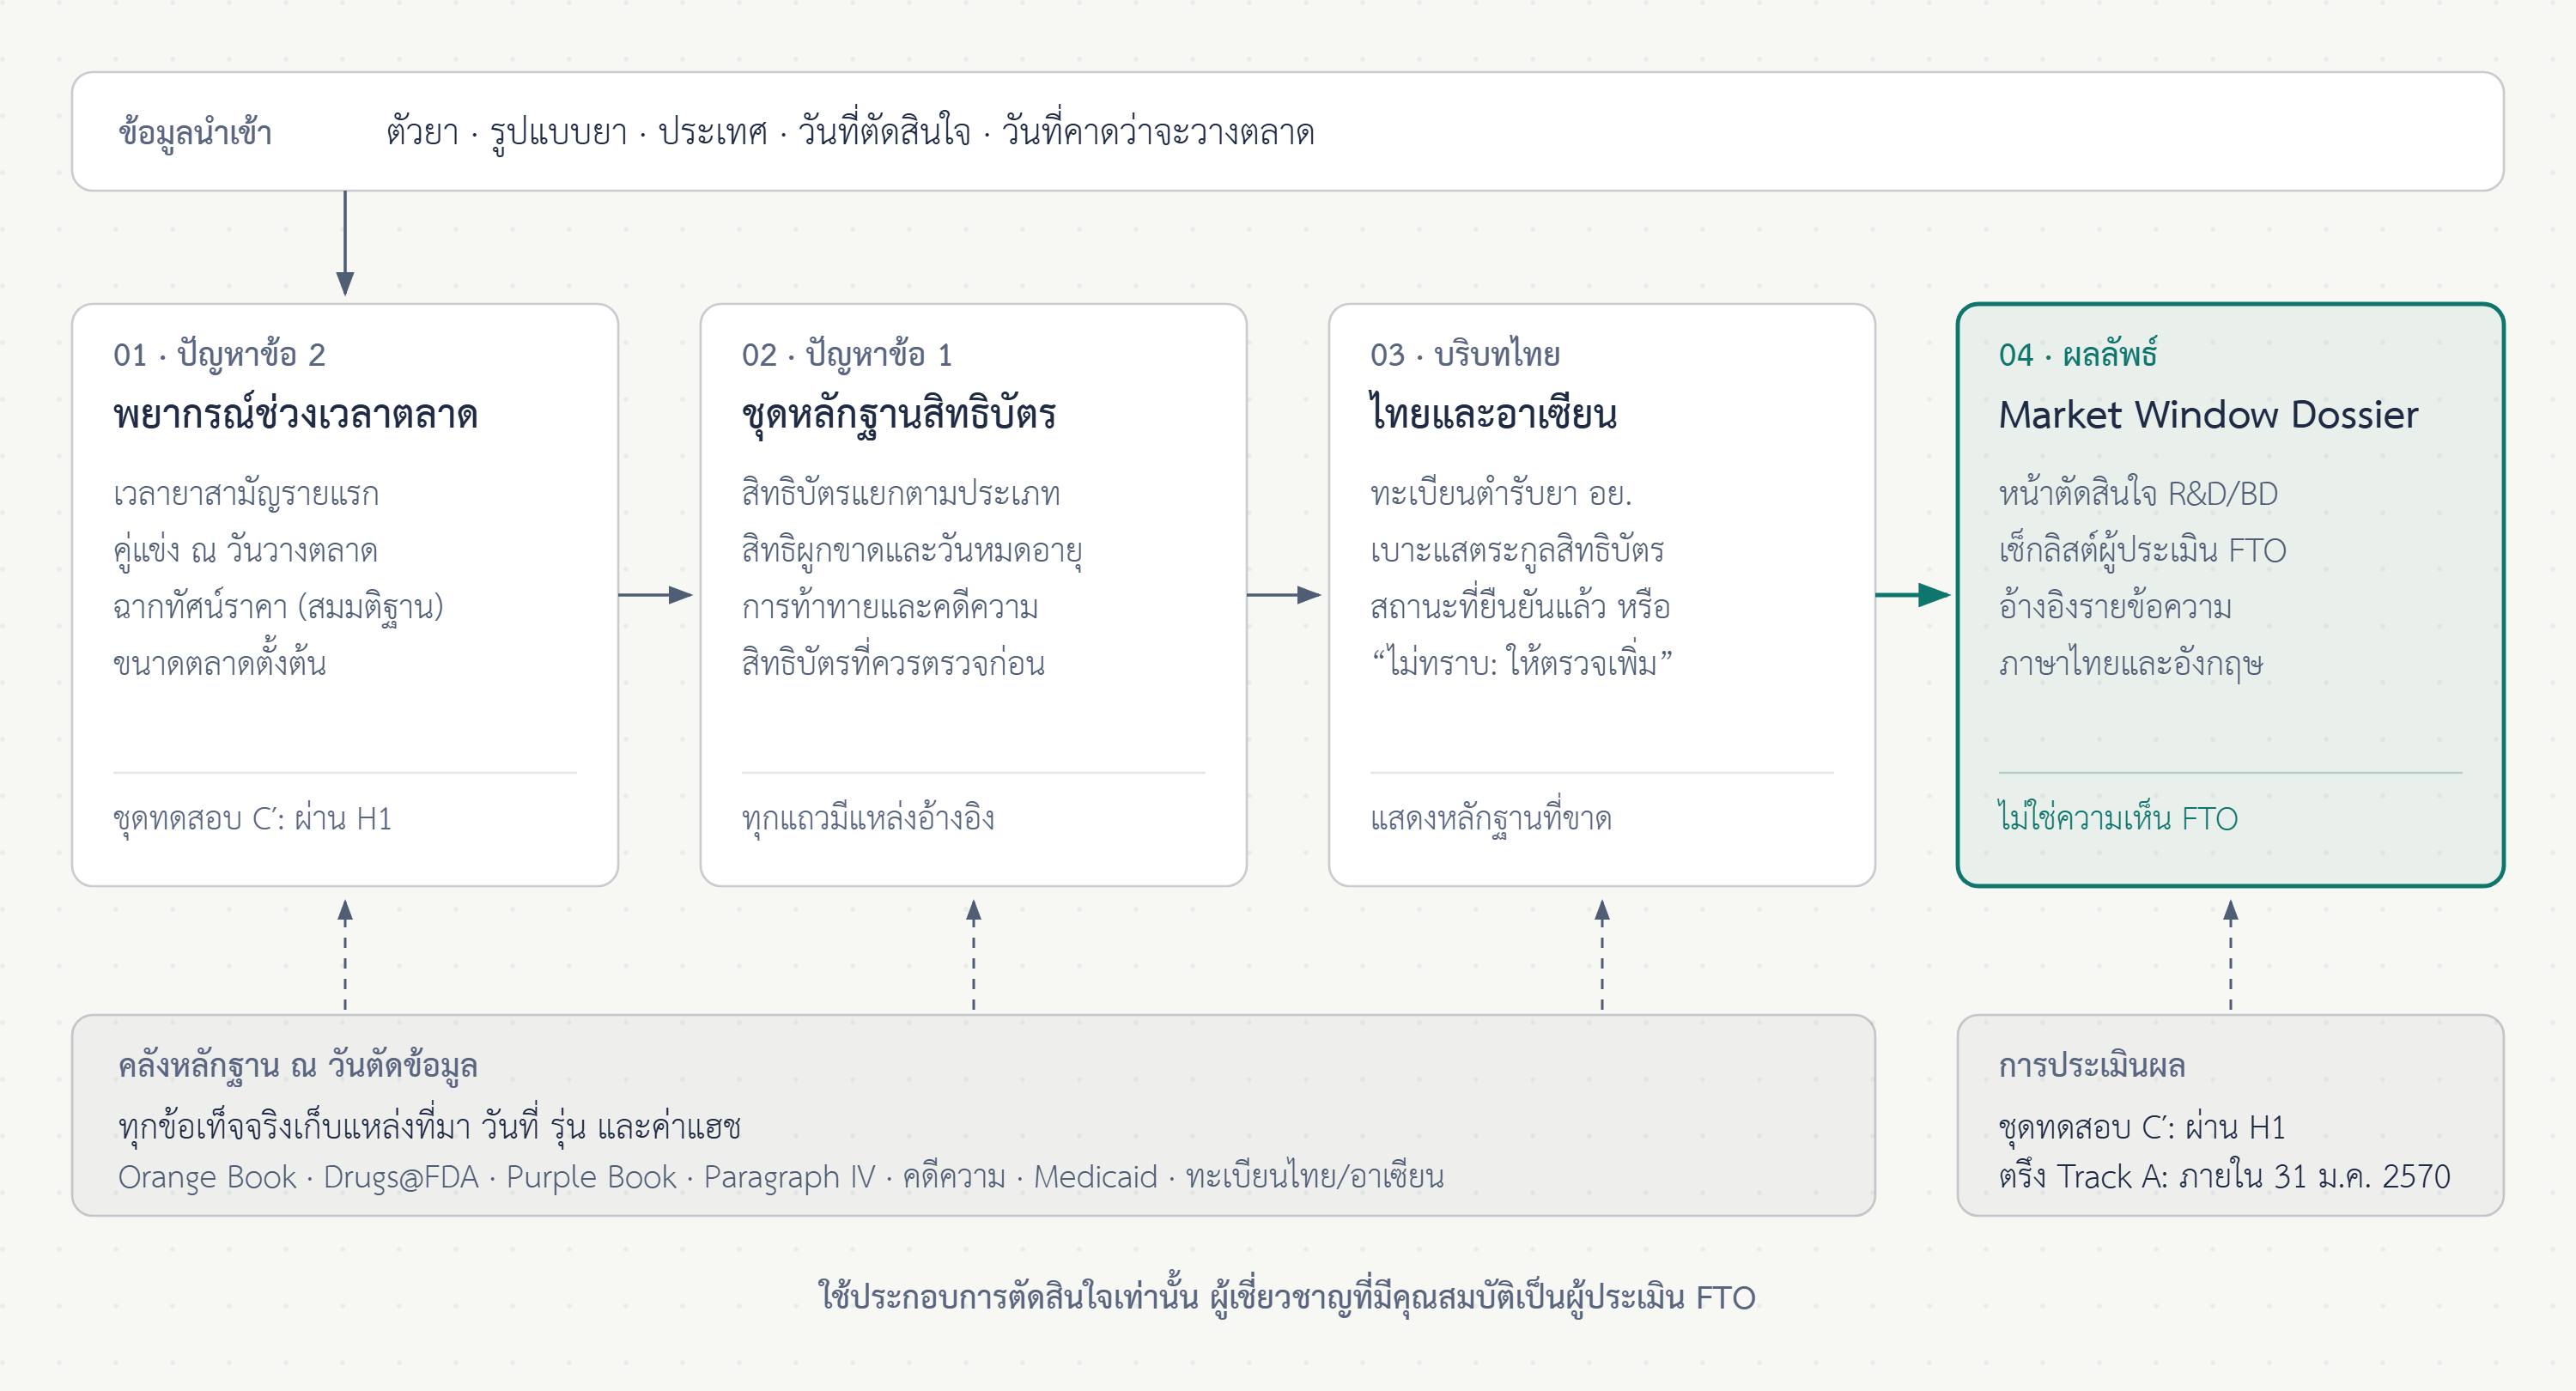 ข้อมูลนำเข้า
ตัวยา · รูปแบบยา · ประเทศ · วันที่ตัดสินใจ · วันที่คาดว่าจะวางตลาด
01 · ปัญหาข้อ 2
พยากรณ์ช่วงเวลาตลาด
เวลายาสามัญรายแรก
คู่แข่ง ณ วันวางตลาด
ฉากทัศน์ราคา (สมมติฐาน)
ขนาดตลาดตั้งต้น
ชุดทดสอบ C′: ผ่าน H1
02 · ปัญหาข้อ 1
ชุดหลักฐานสิทธิบัตร
สิทธิบัตรแยกตามประเภท
สิทธิผูกขาดและวันหมดอายุ
การท้าทายและคดีความ
สิทธิบัตรที่ควรตรวจก่อน
ทุกแถวมีแหล่งอ้างอิง
03 · บริบทไทย
ไทยและอาเซียน
ทะเบียนตำรับยา อย.
เบาะแสตระกูลสิทธิบัตร
สถานะที่ยืนยันแล้ว หรือ
“ไม่ทราบ: ให้ตรวจเพิ่ม”
แสดงหลักฐานที่ขาด
04 · ผลลัพธ์
Market Window Dossier
หน้าตัดสินใจ R&D/BD
เช็กลิสต์ผู้ประเมิน FTO
อ้างอิงรายข้อความ
ภาษาไทยและอังกฤษ
ไม่ใช่ความเห็น FTO
คลังหลักฐาน ณ วันตัดข้อมูล
ทุกข้อเท็จจริงเก็บแหล่งที่มา วันที่ รุ่น และค่าแฮช
Orange Book · Drugs@FDA · Purple Book · Paragraph IV · คดีความ · Medicaid · ทะเบียนไทย/อาเซียน
การประเมินผล
ชุดทดสอบ C′: ผ่าน H1
ตรึง Track A: ภายใน 31 ม.ค. 2570
ใช้ประกอบการตัดสินใจเท่านั้น ผู้เชี่ยวชาญที่มีคุณสมบัติเป็นผู้ประเมิน FTO